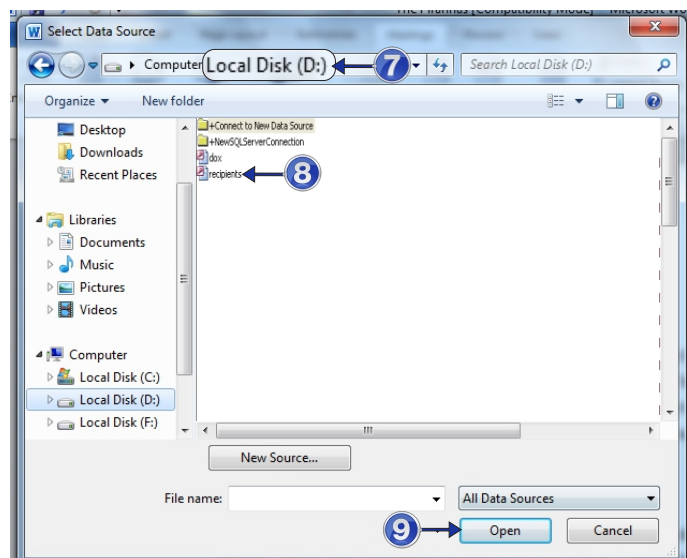 The Piranhas [Compatibility Mode] - Microsoft Wo
Select Data Source
Computer Local Disk (D:) 7 Search Local Disk (D:)
Organize New folder
Desktop
Downloads
Recent Places
Libraries
Documents
Music
Pictures
Videos
Computer
Local Disk (C:)
Local Disk (D:)
Local Disk (F:)
+Connect to New Data Source
+NewSQLServerConnection
dox
recipients 8
New Source...
File name: All Data Sources
9 Open Cancel